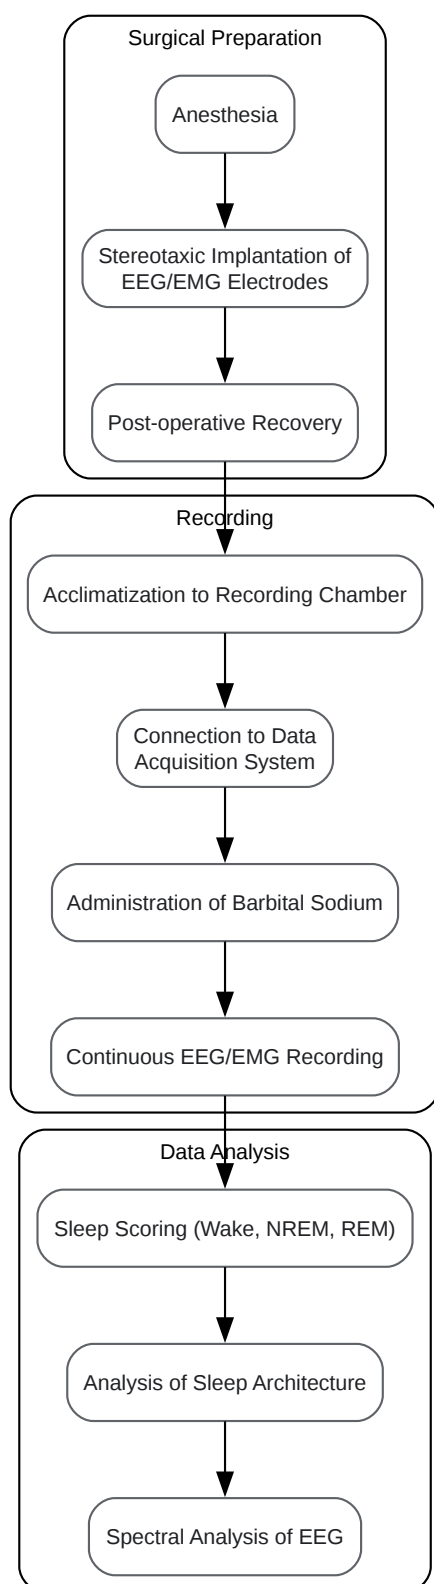 Surgical Preparation
Anesthesia
Stereotaxic Implantation of
EEG/EMG Electrodes
Post-operative Recovery
Recording
Acclimatization to Recording Chamber
Connection to Data
Acquisition System
Administration of Barbital Sodium
Continuous EEG/EMG Recording
Data Analysis
Sleep Scoring (Wake, NREM, REM)
Analysis of Sleep Architecture
Spectral Analysis of EEG